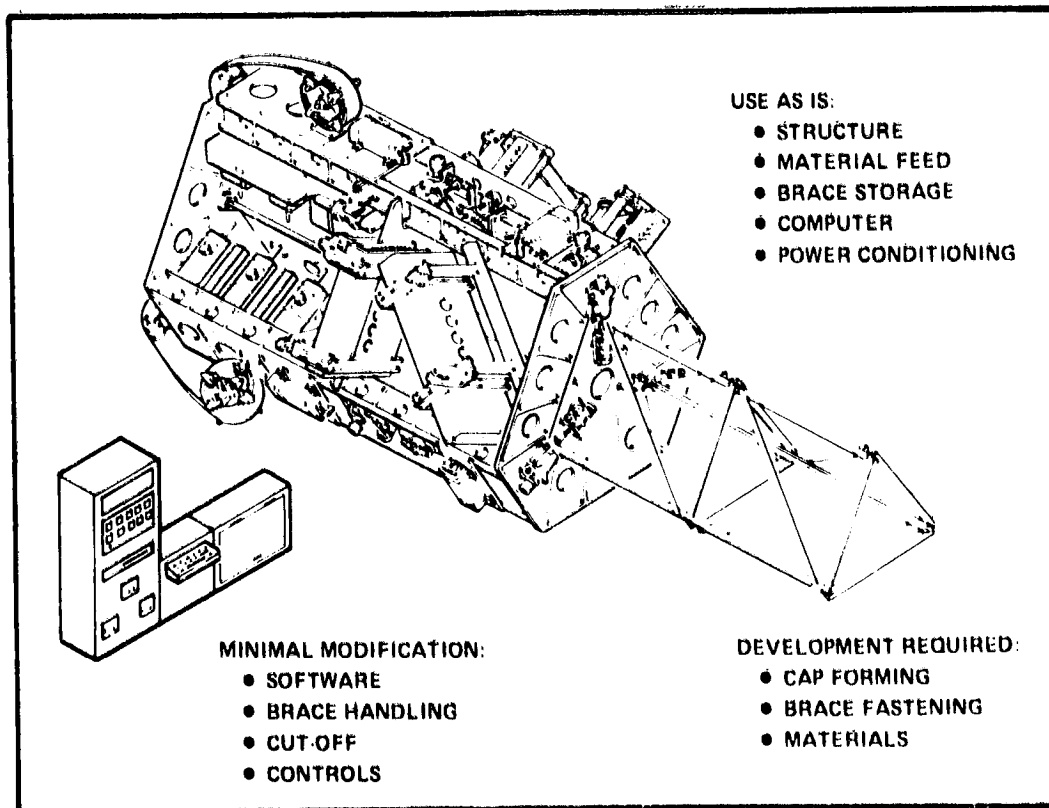 USE AS IS:
● STRUCTURE
● MATERIAL FEED
● BRACE STORAGE
● COMPUTER
● POWER CONDITIONING
MINIMAL MODIFICATION:
● SOFTWARE
● BRACE HANDLING
● CUT-OFF
● CONTROLS
DEVELOPMENT REQUIRED:
● CAP FORMING
● BRACE FASTENING
● MATERIALS